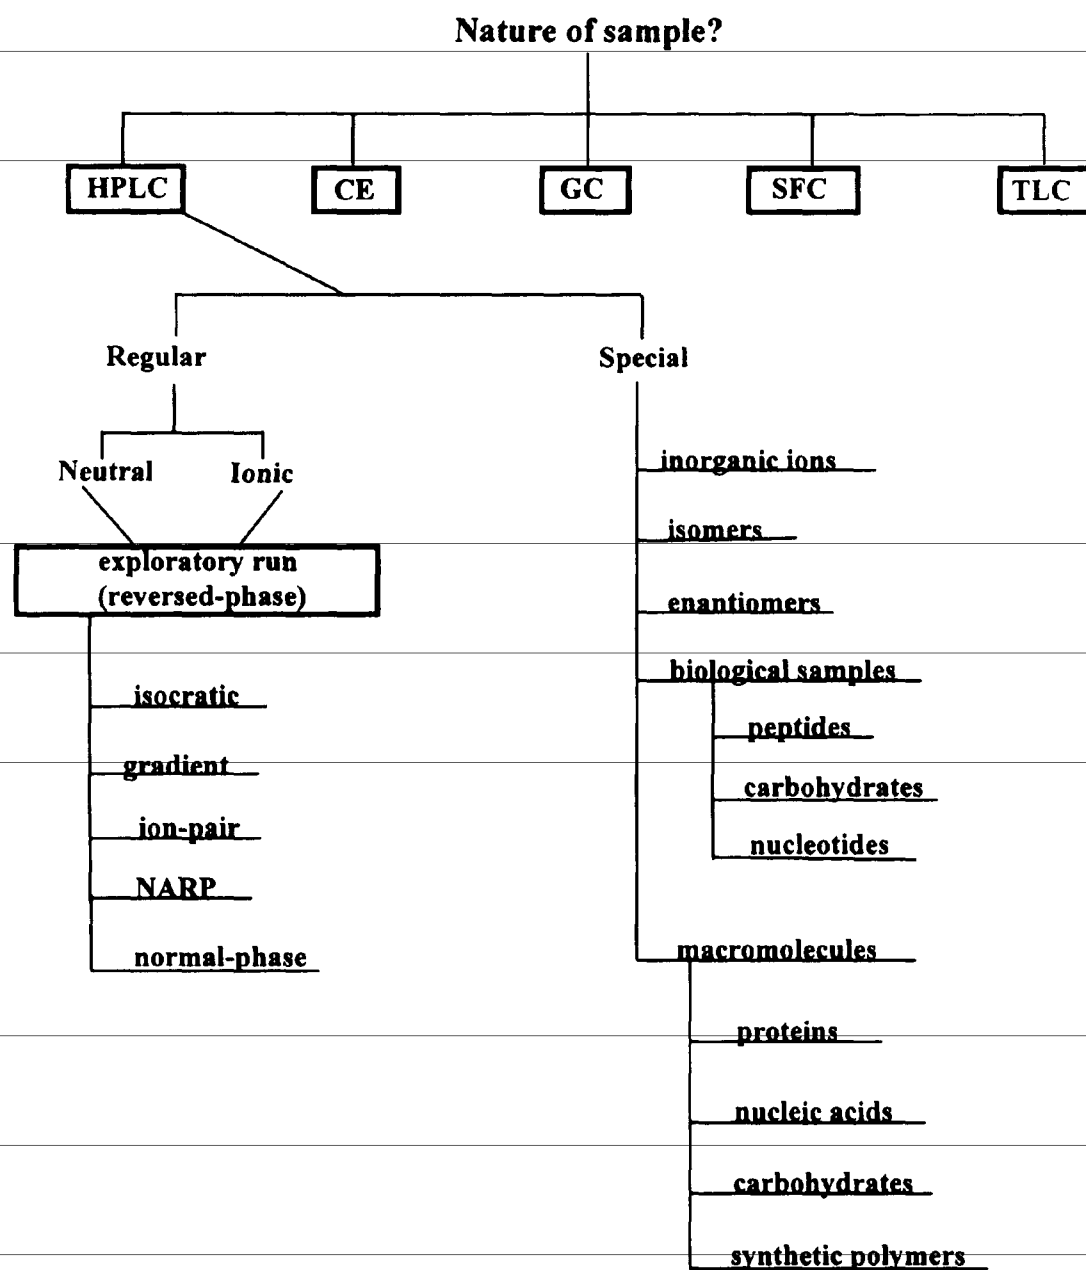 Nature of sample?
HPLC
CE
GC
SFC
TLC
Regular
Special
Neutral
Ionic
exploratory run
(reversed-phase)
isocratic
gradient
ion-pair
NARP
normal-phase
inorganic ions
isomers
enantiomers
biological samples
peptides
carbohydrates
nucleotides
macromolecules
proteins
nucleic acids
carbohydrates
synthetic polymers